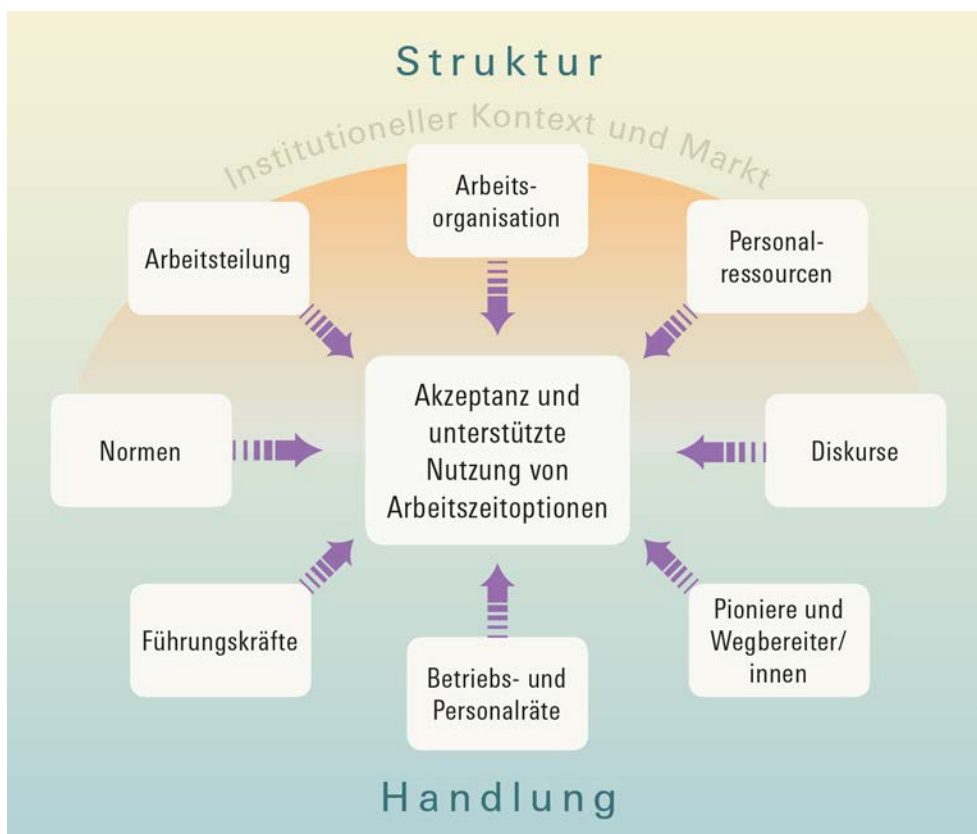 Struktur
Institutioneller Kontext und Markt
Arbeits-
organisation
Arbeitsteilung
Personal-
ressourcen
Akzeptanz und
unterstützte
Nutzung von
Arbeitszeitoptionen
Normen
Diskurse
Führungskräfte
Betriebs- und
Personalräte
Pioniere und
Wegbereiter/
innen
Handlung